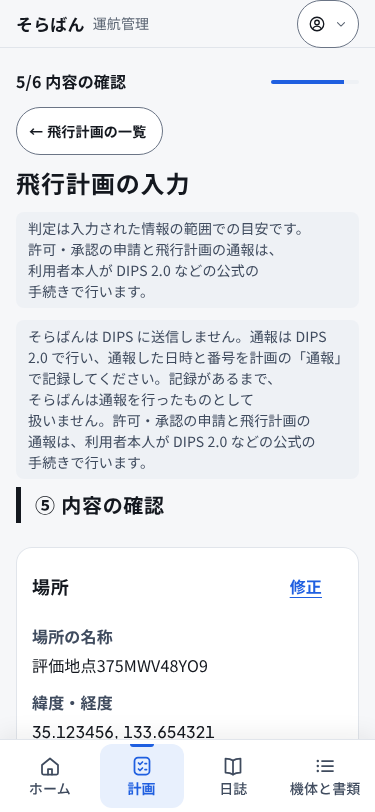 そらばん 運航管理
5/6 内容の確認
← 飛行計画の一覧
飛行計画の入力
判定は入力された情報の範囲での目安です。
許可・承認の申請と飛行計画の通報は、
利用者本人が DIPS 2.0 などの公式の
手続きで行います。
そらばんは DIPS に送信しません。通報は DIPS
2.0 で行い、通報した日時と番号を計画の「通報」
で記録してください。記録があるまで、
そらばんは通報を行ったものとして
扱いません。許可・承認の申請と飛行計画の
通報は、利用者本人が DIPS 2.0 などの公式の
手続きで行います。
⑤ 内容の確認
場所 修正
場所の名称
評価地点375MWV48YO9
緯度・経度
35.123456, 133.654321
ホーム 計画 日誌 機体と書類